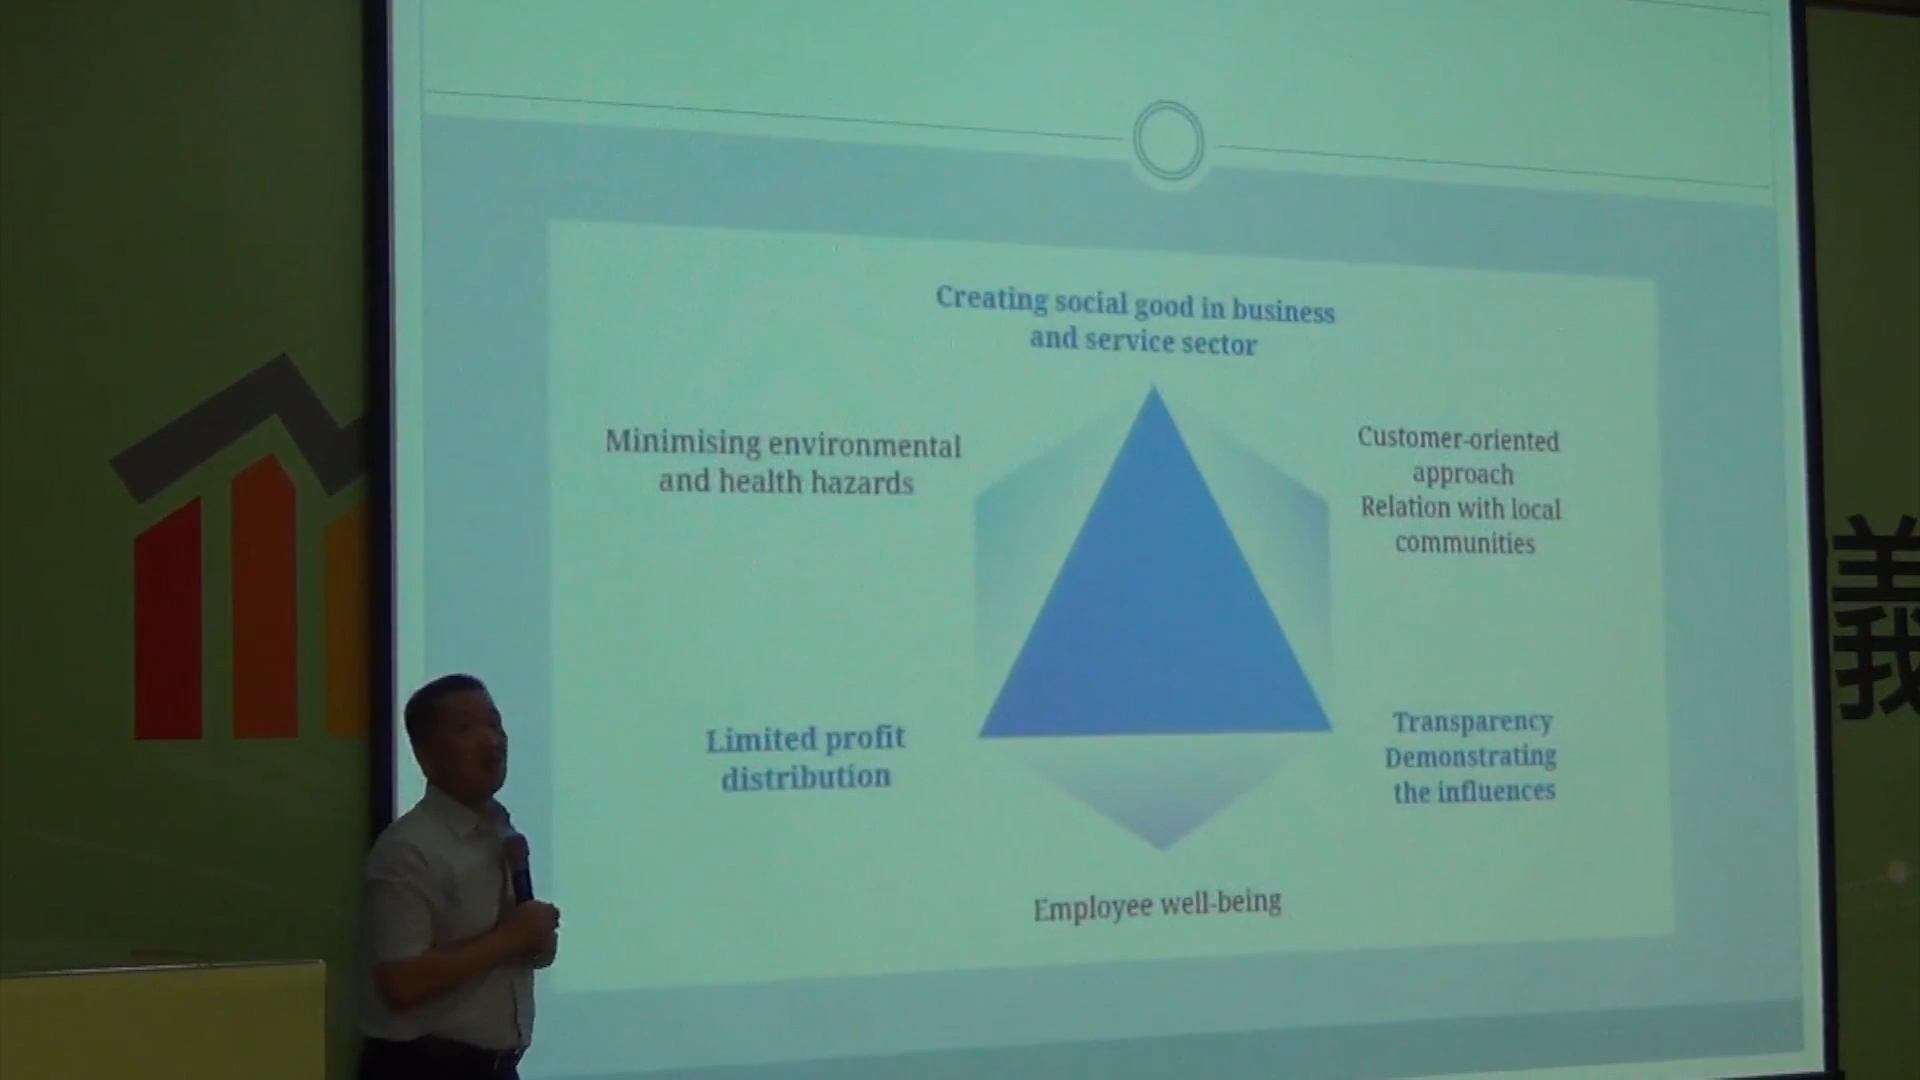 Creating social good in business
and service sector
Minimising environmental
and health hazards
Customer-oriented
approach
Relation with local
communities
Limited profit
distribution
Transparency
Demonstrating
the influences
Employee well-being
義